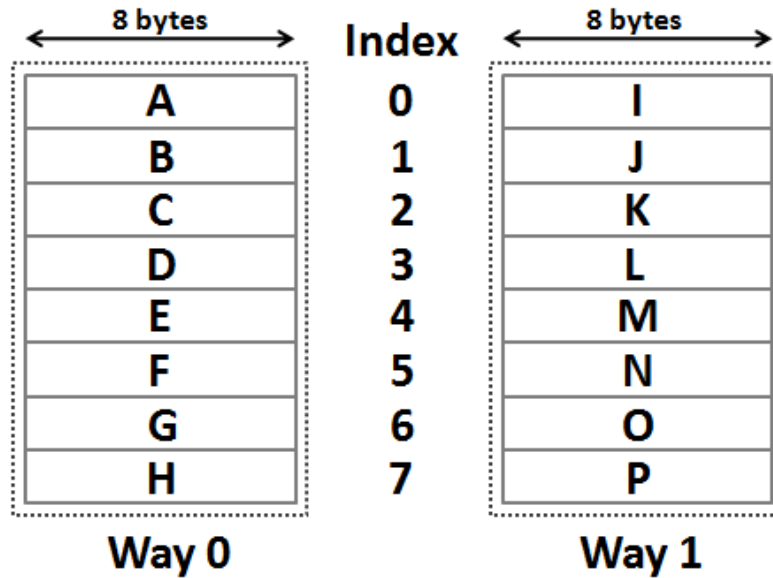 8 bytes Index 8 bytes
A 0 I
B 1 J
C 2 K
D 3 L
E 4 M
F 5 N
G 6 O
H 7 P
Way 0 Way 1